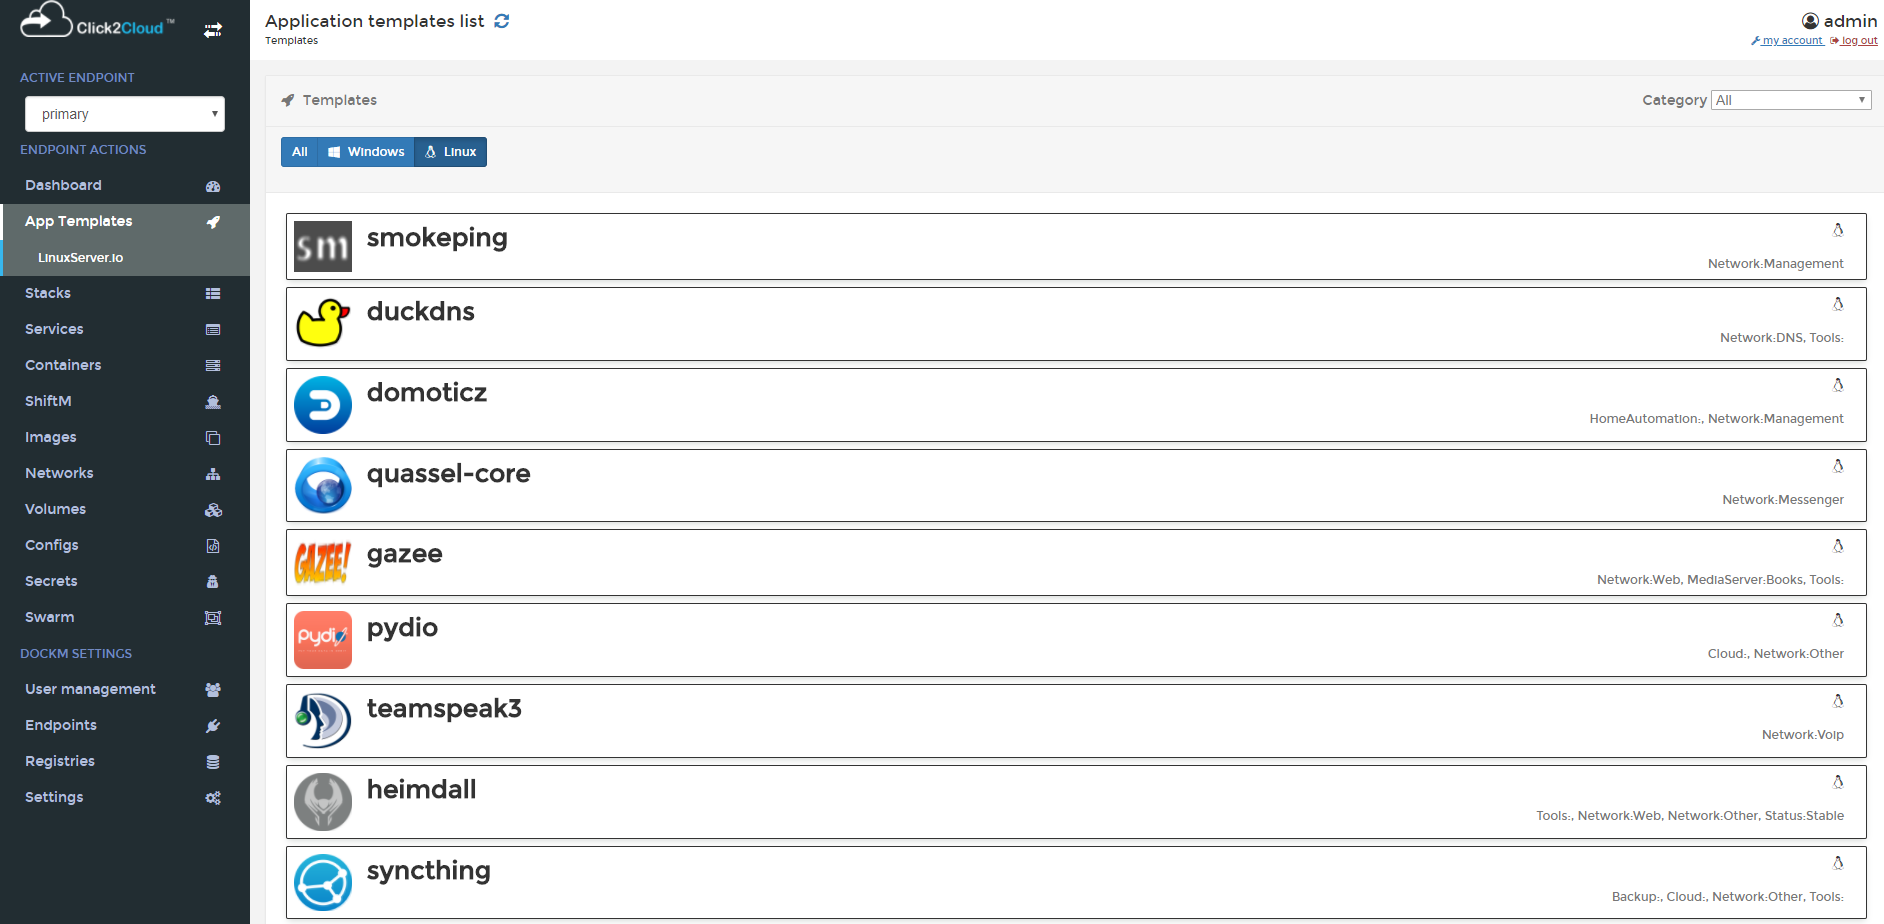 Click2Cloud™
ACTIVE ENDPOINT
primary
ENDPOINT ACTIONS
Dashboard
App Templates
LinuxServer.io
Stacks
Services
Containers
ShiftM
Images
Networks
Volumes
Configs
Secrets
Swarm
DOCKM SETTINGS
User management
Endpoints
Registries
Settings
Application templates list
Templates
admin
my account log out
Templates
Category All
All Windows Linux
sm smokeping
Network:Management
duckdns
Network:DNS, Tools:
domoticz
HomeAutomation:, Network:Management
quassel-core
Network:Messenger
GAZEE! gazee
Network:Web, MediaServer:Books, Tools:
pydio pydio
Cloud:, Network:Other
teamspeak3
Network:Voip
heimdall
Tools:, Network:Web, Network:Other, Status:Stable
syncthing
Backup:, Cloud:, Network:Other, Tools: